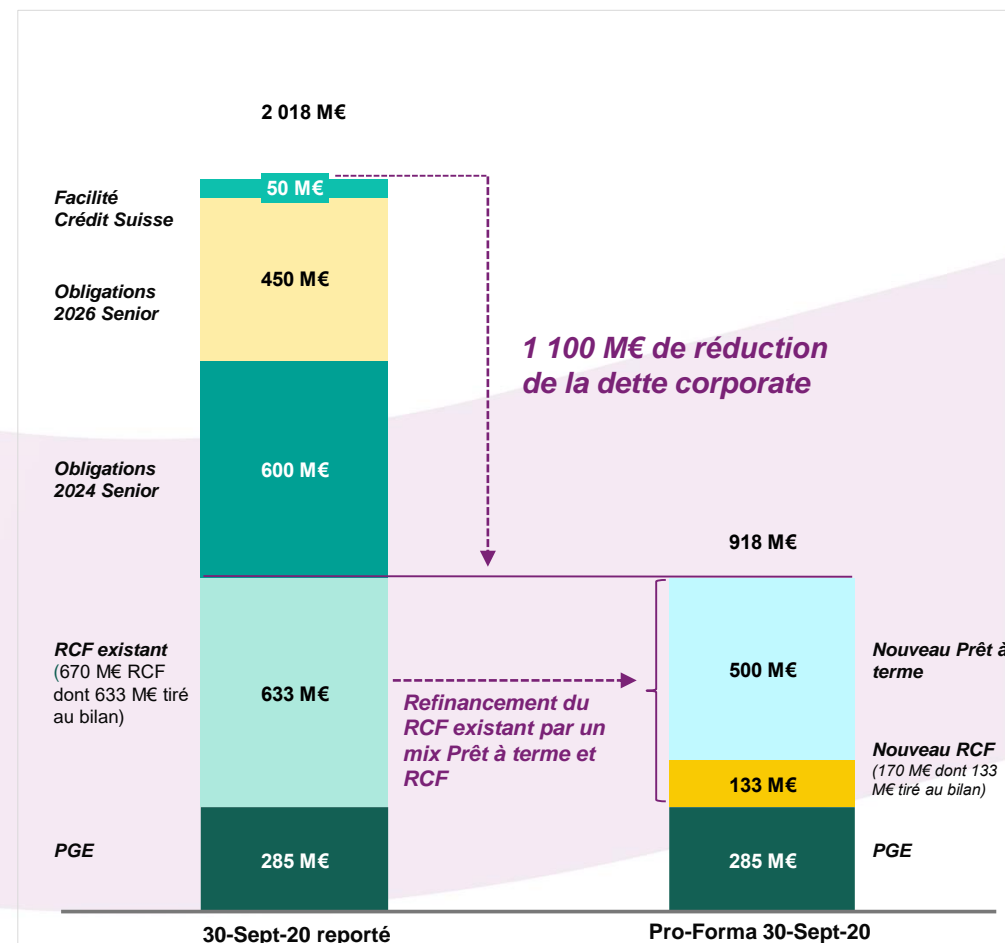 2 018 M€
Facilité
Crédit Suisse
50 M€
Obligations
2026 Senior
450 M€
1 100 M€ de réduction
de la dette corporate
Obligations
2024 Senior
600 M€
918 M€
RCF existant
(670 M€ RCF
dont 633 M€ tiré
au bilan)
633 M€
Refinancement du
RCF existant par un
mix Prêt à terme et
RCF
500 M€
Nouveau Prêt à
terme
133 M€
Nouveau RCF
(170 M€ dont 133
M€ tiré au bilan)
PGE
285 M€
285 M€
PGE
30-Sept-20 reporté
Pro-Forma 30-Sept-20